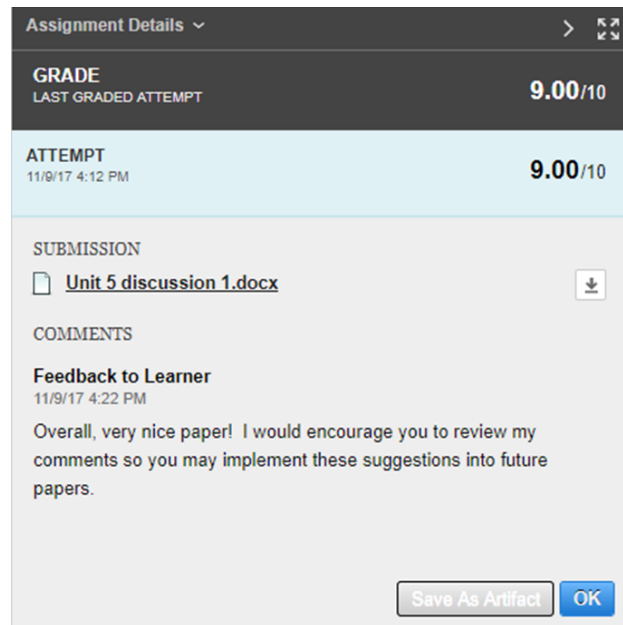 Assignment Details
GRADE
LAST GRADED ATTEMPT
9.00/10
ATTEMPT
11/9/17 4:12 PM
9.00/10
SUBMISSION
Unit 5 discussion 1.docx
COMMENTS
Feedback to Learner
11/9/17 4:22 PM
Overall, very nice paper!  I would encourage you to review my
comments so you may implement these suggestions into future
papers.
Save As Artifact
OK